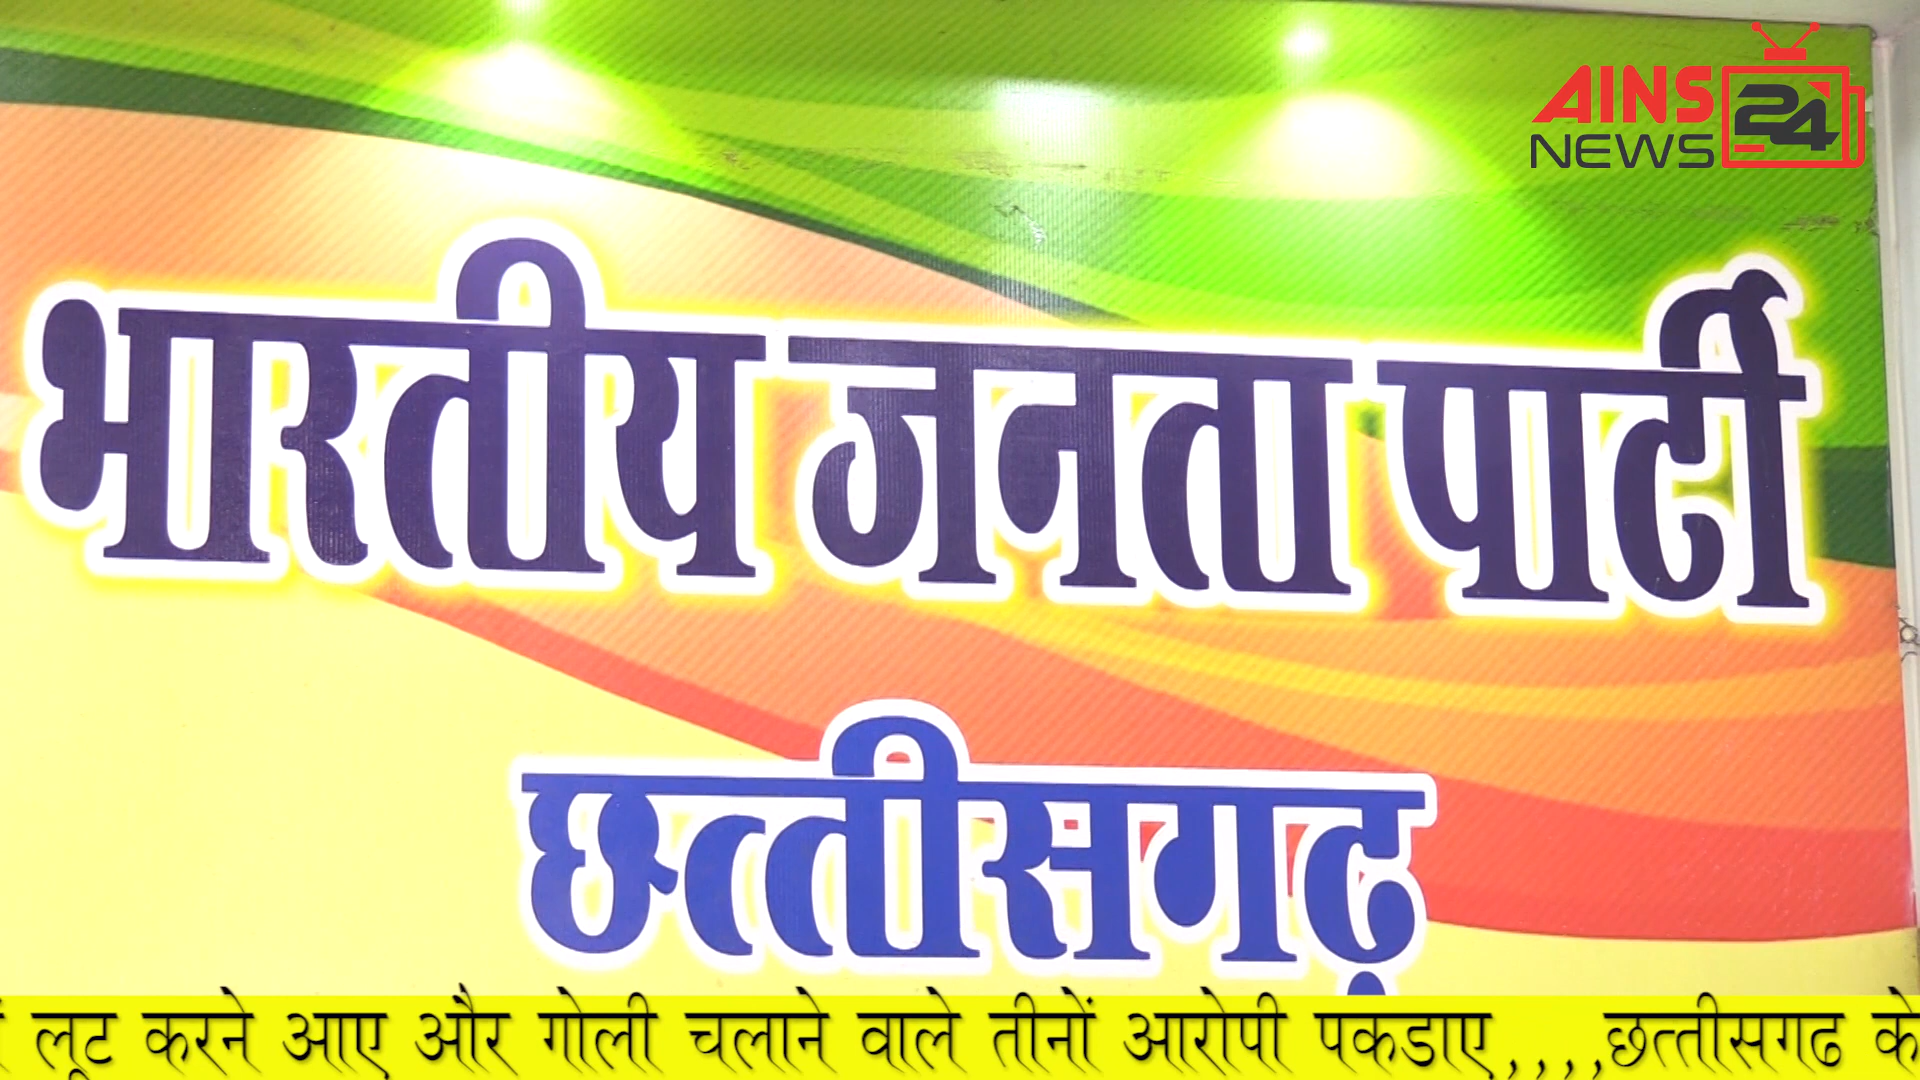 AINS
NEWS 24
भारतीय जनता पार्टी
छत्तीसगढ़
लूट करने आए और गोली चलाने वाले तीनों आरोपी पकडाए,,,,छत्तीसगढ के